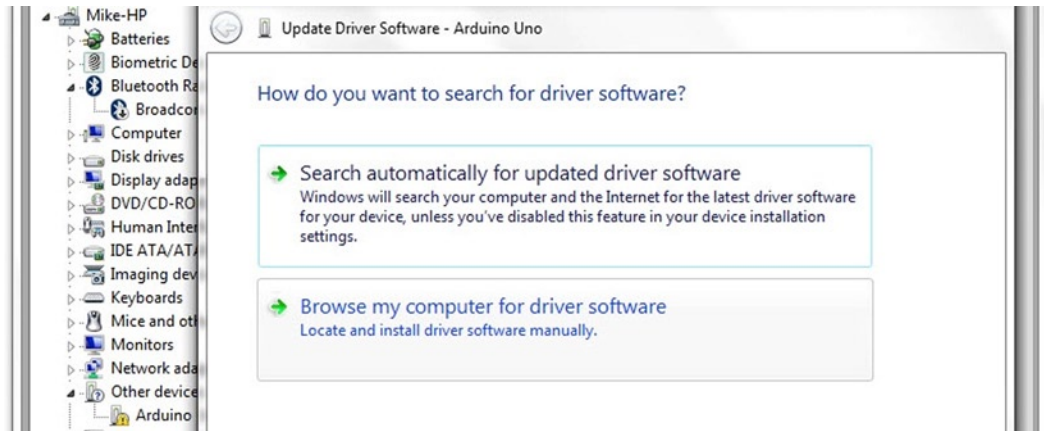 Mike-HP
Batteries
Biometric De
Bluetooth Ra
Broadcor
Computer
Disk drives
Display adap
DVD/CD-RO
Human Inter
IDE ATA/ATA
Imaging dev
Keyboards
Mice and oth
Monitors
Network ada
Other device
Arduino
Update Driver Software - Arduino Uno
How do you want to search for driver software?
Search automatically for updated driver software
Windows will search your computer and the Internet for the latest driver software
for your device, unless you've disabled this feature in your device installation
settings.
Browse my computer for driver software
Locate and install driver software manually.